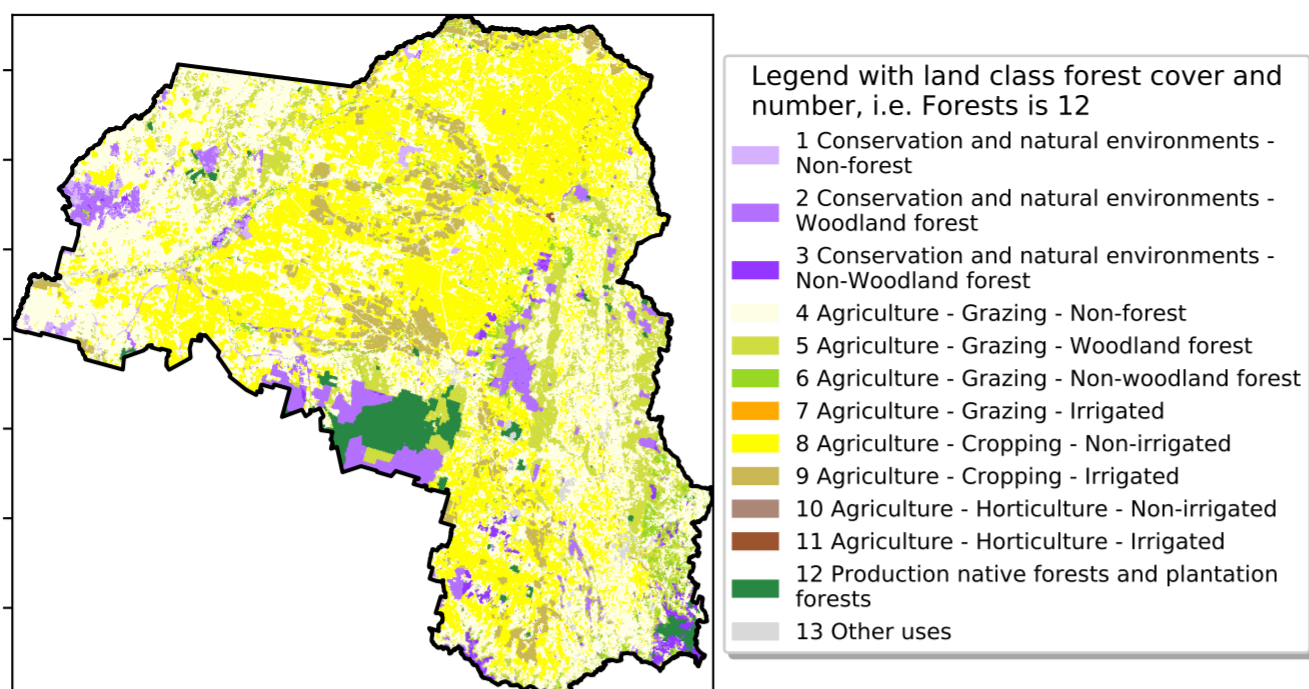 Legend with land class forest cover and
number, i.e. Forests is 12
1 Conservation and natural environments -
Non-forest
2 Conservation and natural environments -
Woodland forest
3 Conservation and natural environments -
Non-Woodland forest
4 Agriculture - Grazing - Non-forest
5 Agriculture - Grazing - Woodland forest
6 Agriculture - Grazing - Non-woodland forest
7 Agriculture - Grazing - Irrigated
8 Agriculture - Cropping - Non-irrigated
9 Agriculture - Cropping - Irrigated
10 Agriculture - Horticulture - Non-irrigated
11 Agriculture - Horticulture - Irrigated
12 Production native forests and plantation
forests
13 Other uses